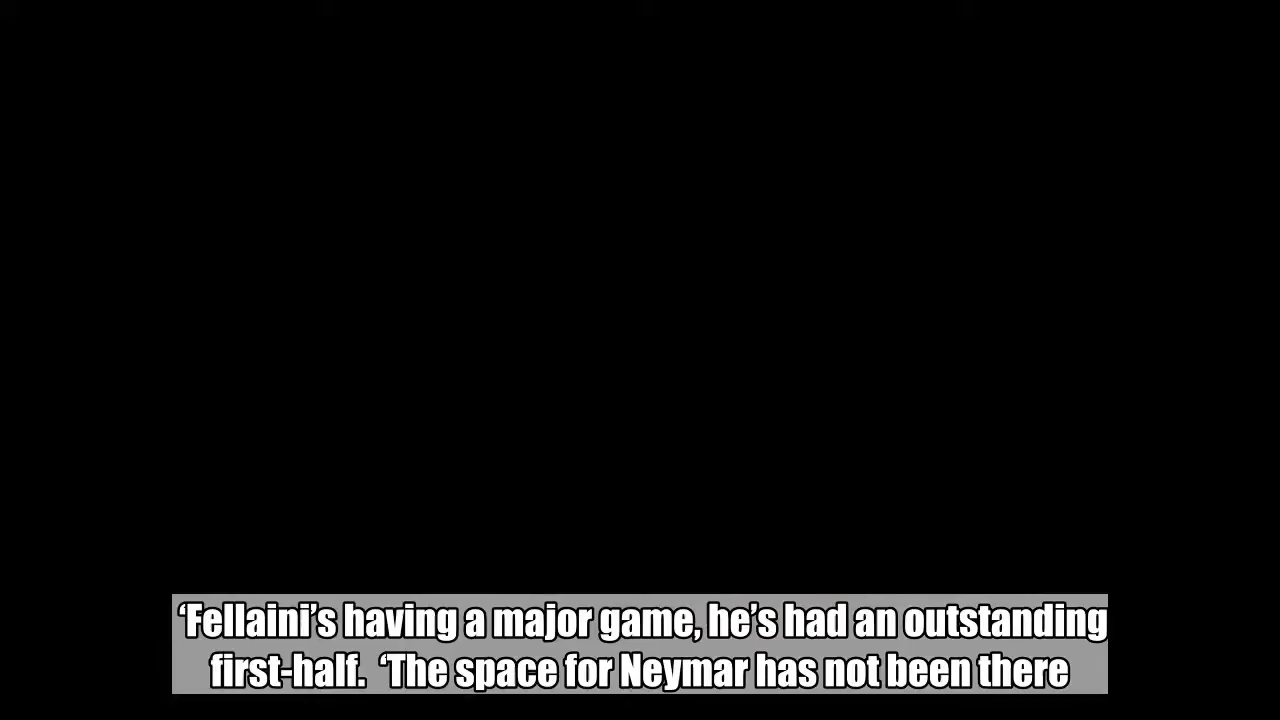 ‘Fellaini’s having a major game, he’s had an outstanding
first-half.  ‘The space for Neymar has not been there